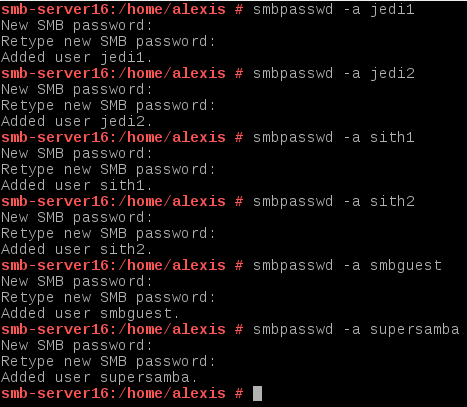 smb-server16:/home/alexis # smbpasswd -a jedi1
New SMB password:
Retype new SMB password:
Added user jedi1.
smb-server16:/home/alexis # smbpasswd -a jedi2
New SMB password:
Retype new SMB password:
Added user jedi2.
smb-server16:/home/alexis # smbpasswd -a sith1
New SMB password:
Retype new SMB password:
Added user sith1.
smb-server16:/home/alexis # smbpasswd -a sith2
New SMB password:
Retype new SMB password:
Added user sith2.
smb-server16:/home/alexis # smbpasswd -a smbguest
New SMB password:
Retype new SMB password:
Added user smbguest.
smb-server16:/home/alexis # smbpasswd -a supersamba
New SMB password:
Retype new SMB password:
Added user supersamba.
smb-server16:/home/alexis #